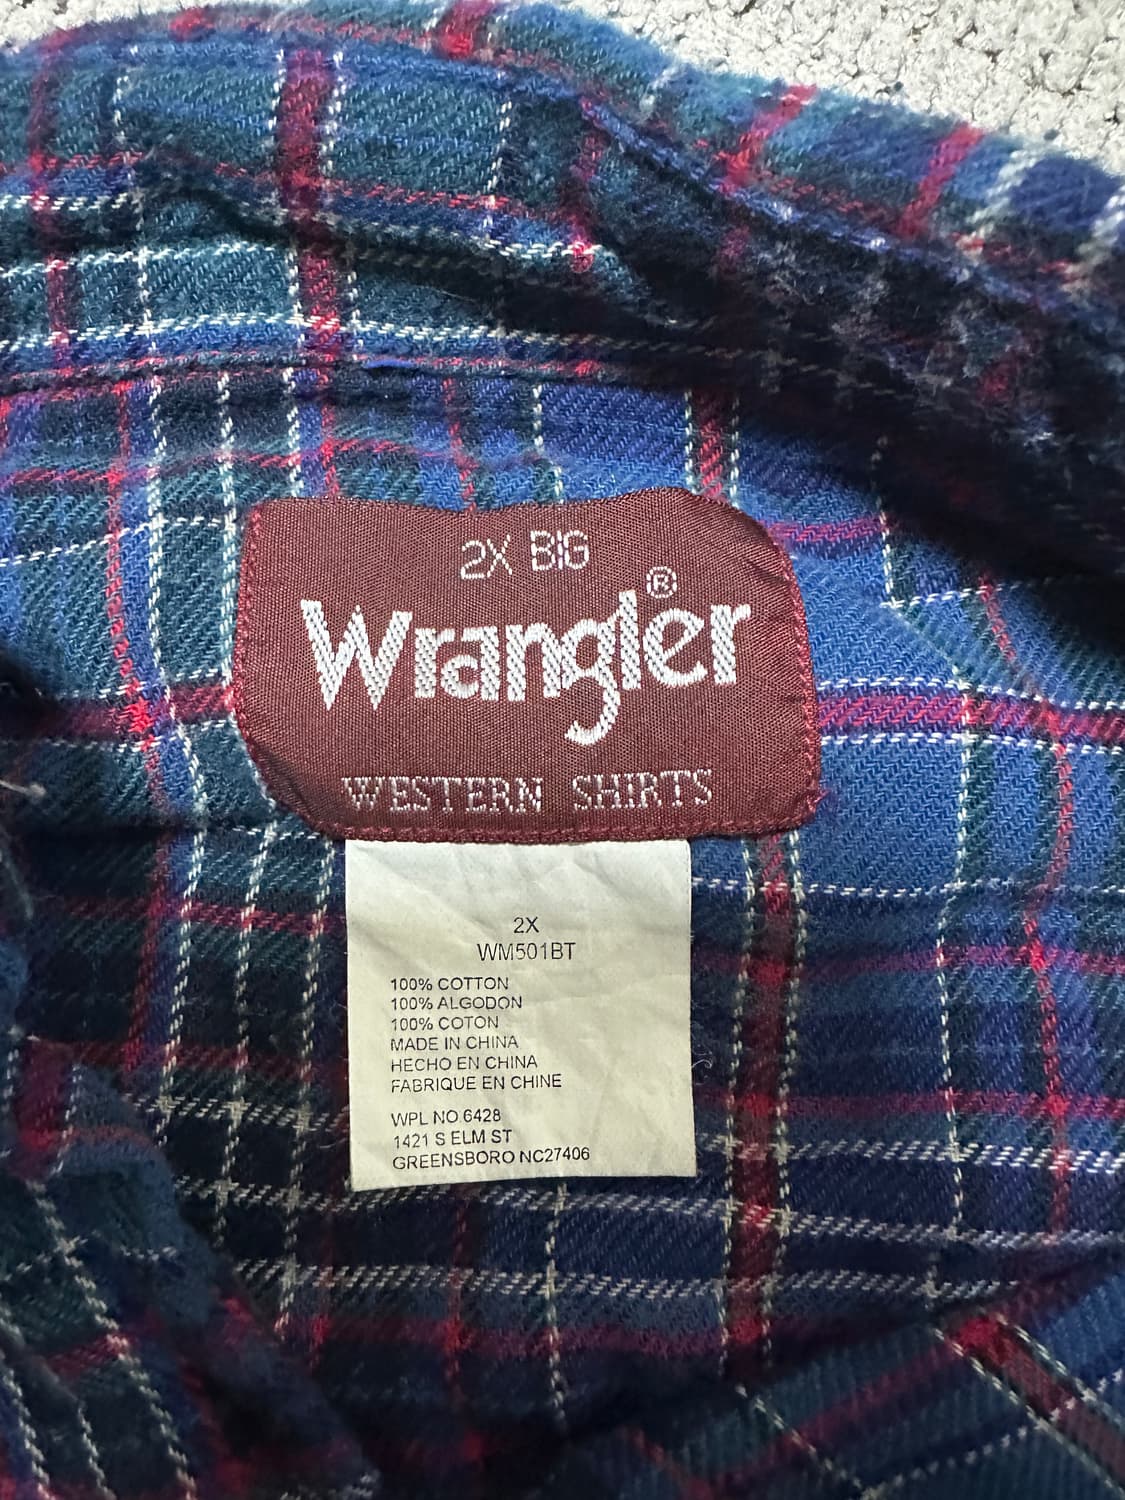 2X BIG
Wrangler®
WESTERN SHIRTS
2X
WM501BT
100% COTTON
100% ALGODON
100% COTON
MADE IN CHINA
HECHO EN CHINA
FABRIQUE EN CHINE
WPL NO.6428
1421 S ELM ST
GREENSBORO NC27406